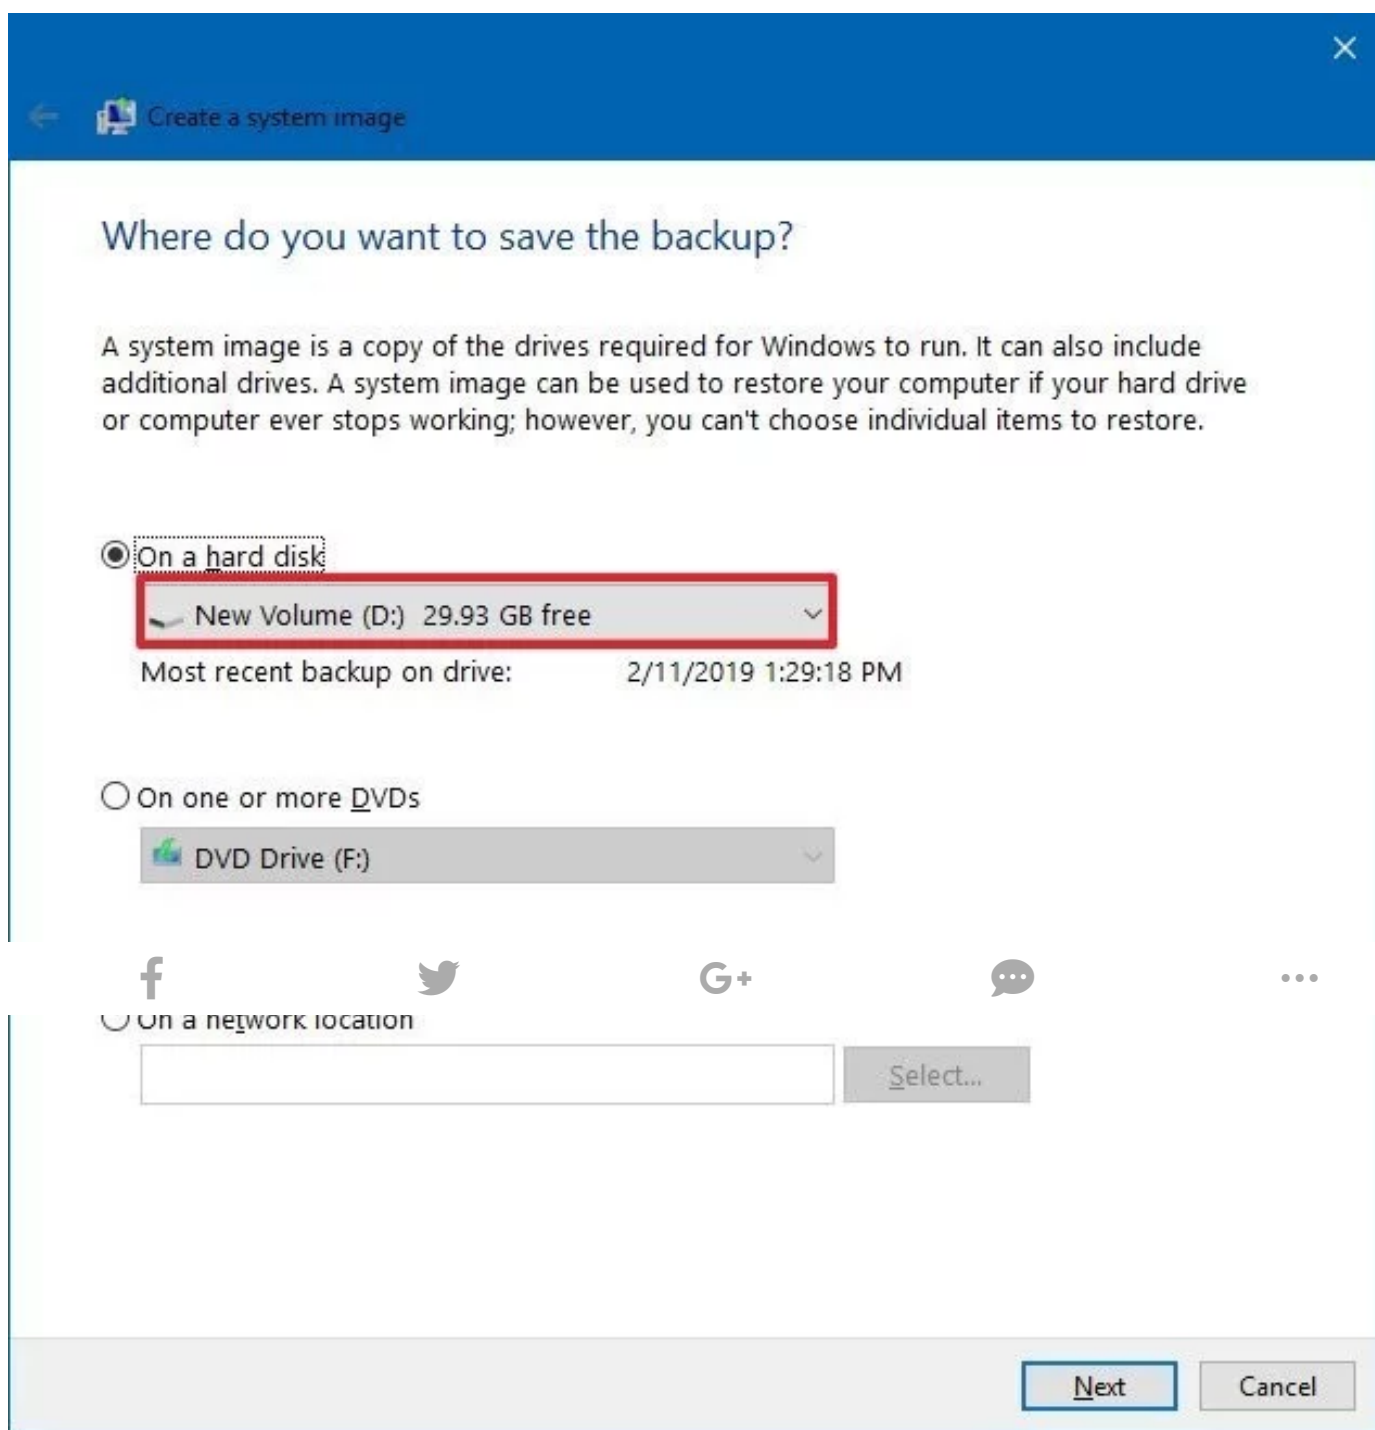 Create a system image
Where do you want to save the backup?
A system image is a copy of the drives required for Windows to run. It can also include
additional drives. A system image can be used to restore your computer if your hard drive
or computer ever stops working; however, you can't choose individual items to restore.
On a hard disk
New Volume (D:) 29.93 GB free
Most recent backup on drive: 2/11/2019 1:29:18 PM
On one or more DVDs
DVD Drive (F:)
G+
On a network location
Select...
Next Cancel